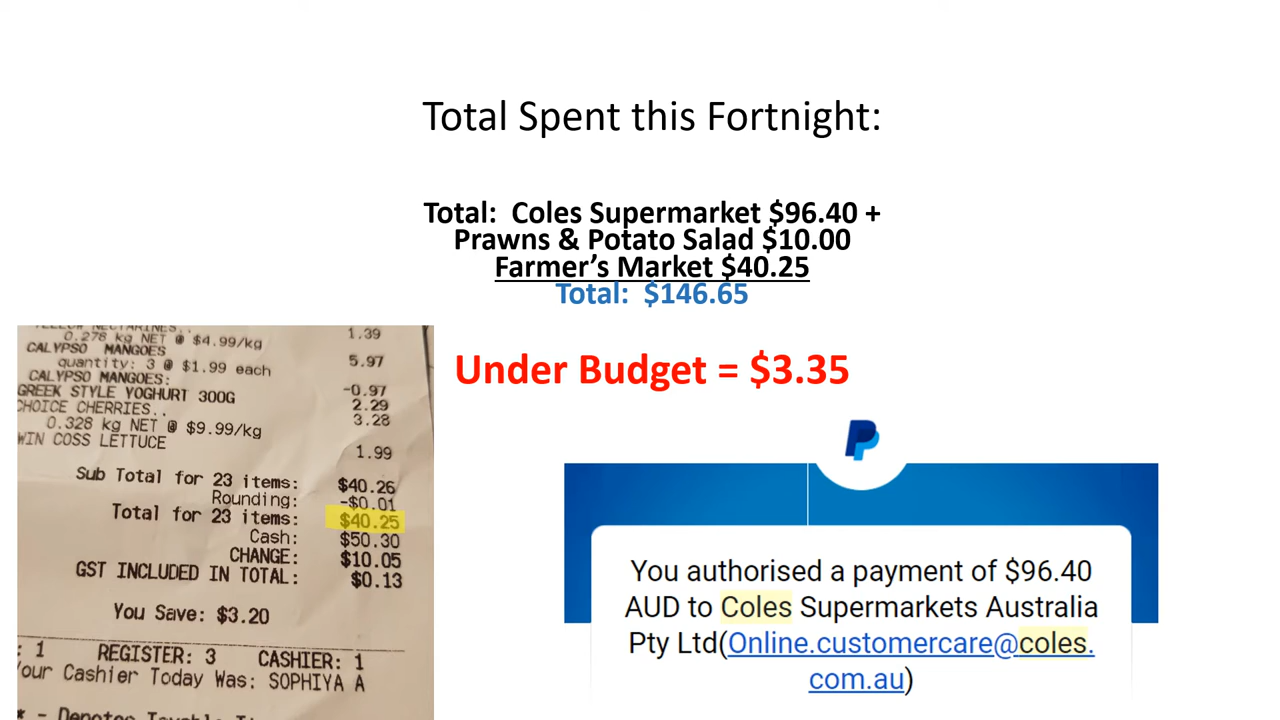 Total Spent this Fortnight:
Total: Coles Supermarket $96.40 +
Prawns & Potato Salad $10.00
Farmer’s Market $40.25
Total: $146.65
Under Budget = $3.35
YELLOW NECTARINES.. 1.39
0.278 kg NET @ $4.99/kg
CALYPSO MANGOES 5.97
quantity: 3 @ $1.99 each
CALYPSO MANGOES: -0.97
GREEK STYLE YOGHURT 300G 2.29
CHOICE CHERRIES.. 3.28
0.328 kg NET @ $9.99/kg
WIN COSS LETTUCE 1.99
Sub Total for 23 items: $40.26
Rounding: -$0.01
Total for 23 items: $40.25
Cash: $50.30
CHANGE: $10.05
GST INCLUDED IN TOTAL: $0.13
You Save: $3.20
: 1 REGISTER: 3 CASHIER: 1
our Cashier Today Was: SOPHIYA A
* - Denotes Taxable
You authorised a payment of $96.40
AUD to Coles Supermarkets Australia
Pty Ltd(Online.customercare@coles.
com.au)